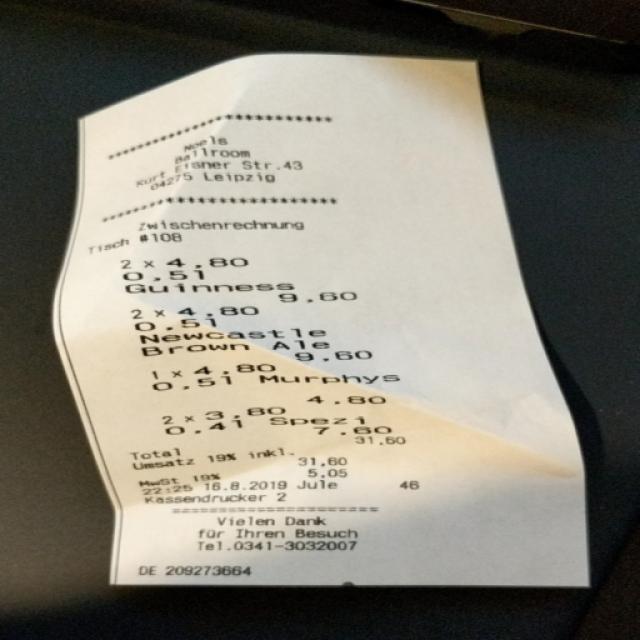 **************************
Noels
Ballroom
Kurt Eisner Str.43
04275 Leipzig
**************************
Zwischenrechnung
Tisch #108
2 x 4,80
0,5l
Guinness
9,60
2 x 4,80
0,5l
Newcastle
Brown Ale
9,60
1 x 4,80
0,5l Murphys
4,80
2 x 3,80
0,4l Spezi
7,60
Total 31,60
Umsatz 19% inkl.
31,60
MwSt 19% 5,05
22:25 16.8.2019 Jule 46
Kassendrucker 2
=========================
Vielen Dank
für Ihren Besuch
Tel.0341-3032007
DE 209273664